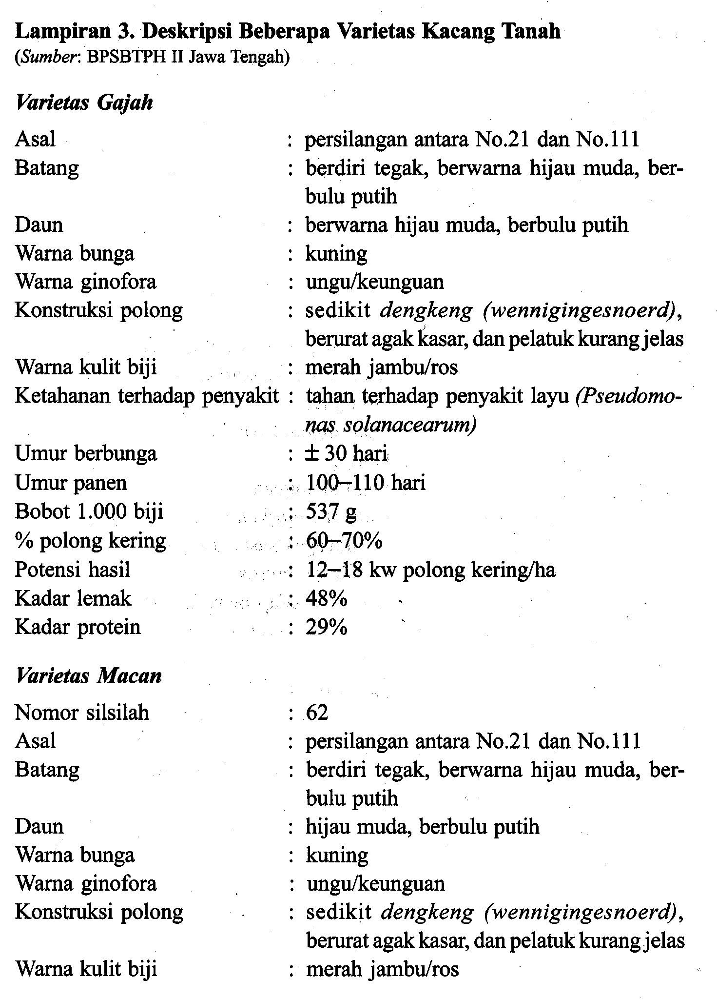 Lampiran 3. Deskripsi Beberapa Varietas Kacang Tanah
(Sumber: BPSBTPH II Jawa Tengah)
Varietas Gajah
Asal : persilangan antara No.21 dan No.111
Batang : berdiri tegak, berwarna hijau muda, ber-
bulu putih
Daun : berwarna hijau muda, berbulu putih
Warna bunga : kuning
Warna ginofora : ungu/keunguan
Konstruksi polong : sedikit dengkeng (wennigingesnoerd),
berurat agak kasar, dan pelatuk kurang jelas
Warna kulit biji : merah jambu/ros
Ketahanan terhadap penyakit : tahan terhadap penyakit layu (Pseudomo-
nas solanacearum)
Umur berbunga : ± 30 hari
Umur panen : 100–110 hari
Bobot 1.000 biji : 537 g
% polong kering : 60–70%
Potensi hasil : 12–18 kw polong kering/ha
Kadar lemak : 48%
Kadar protein : 29%
Varietas Macan
Nomor silsilah : 62
Asal : persilangan antara No.21 dan No.111
Batang : berdiri tegak, berwarna hijau muda, ber-
bulu putih
Daun : hijau muda, berbulu putih
Warna bunga : kuning
Warna ginofora : ungu/keunguan
Konstruksi polong : sedikit dengkeng (wennigingesnoerd),
berurat agak kasar, dan pelatuk kurang jelas
Warna kulit biji : merah jambu/ros